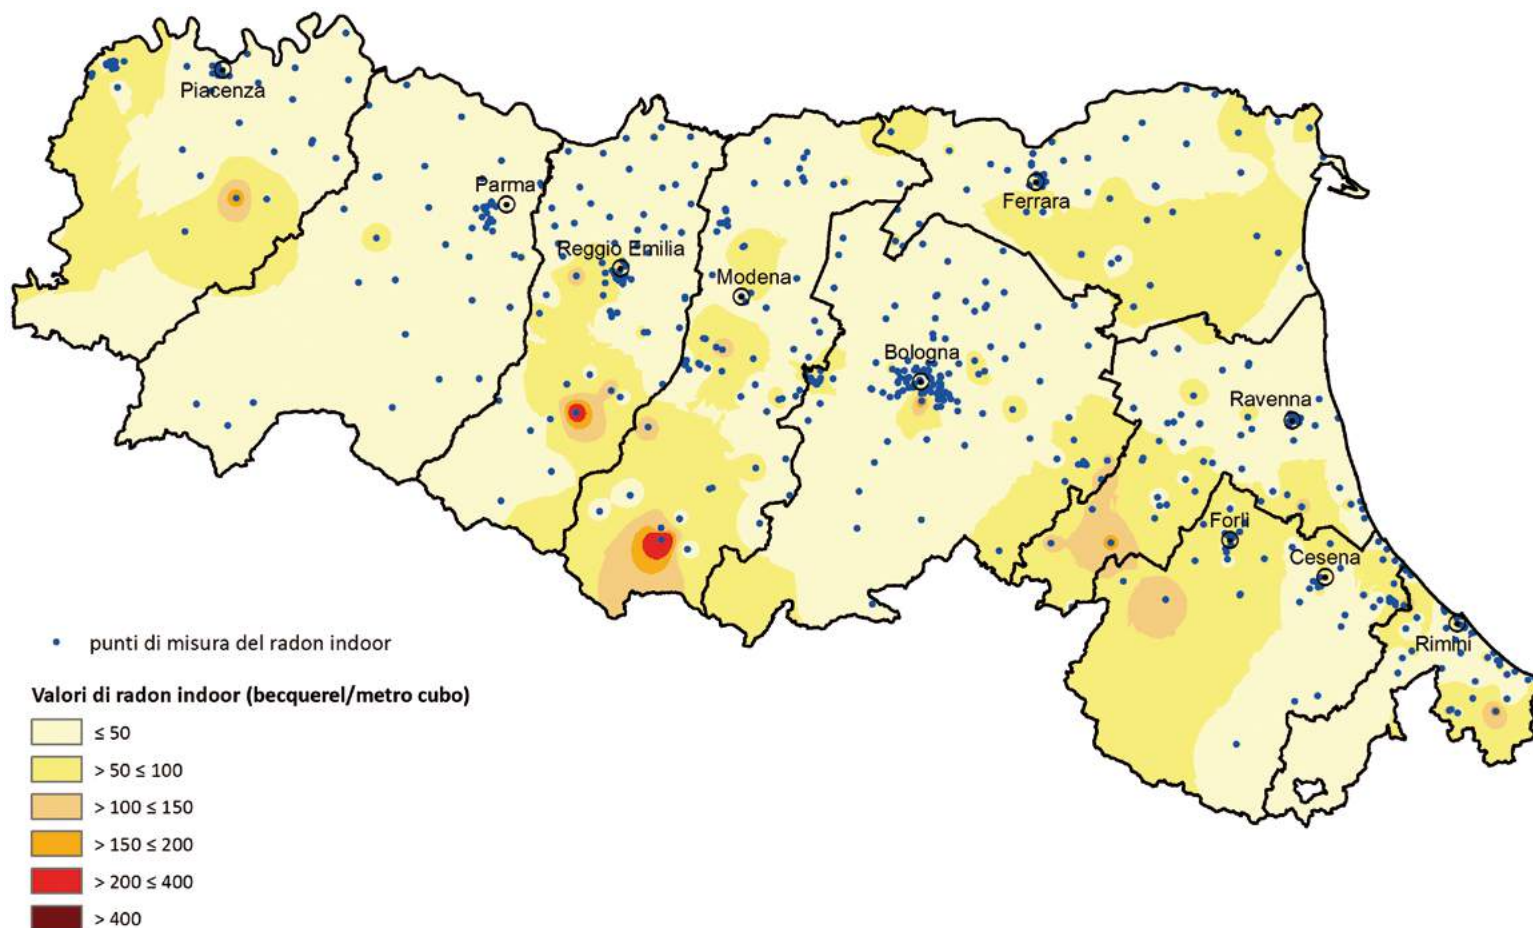 Piacenza
Parma
Reggio Emilia
Modena
Bologna
Ferrara
Ravenna
Forlì
Cesena
Rimini
punti di misura del radon indoor
Valori di radon indoor (becquerel/metro cubo)
≤ 50
> 50 ≤ 100
> 100 ≤ 150
> 150 ≤ 200
> 200 ≤ 400
> 400